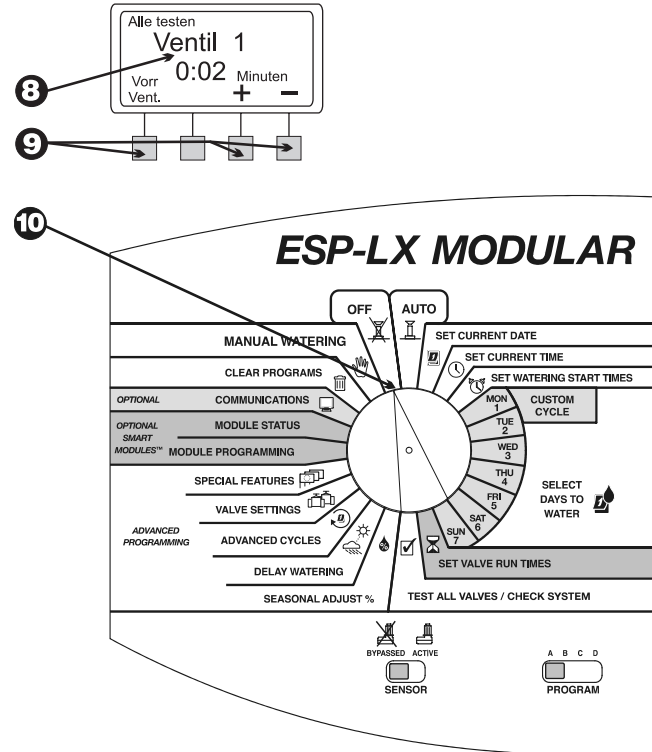 Alle testen
Ventil 1
0:02 Minuten
Vorr
Vent.
+ −
8
9
10
ESP-LX MODULAR
OFF AUTO
MANUAL WATERING
SET CURRENT DATE
CLEAR PROGRAMS
SET CURRENT TIME
SET WATERING START TIMES
OPTIONAL COMMUNICATIONS
MON
1
CUSTOM
CYCLE
OPTIONAL
SMART
MODULES™
MODULE STATUS
MODULE PROGRAMMING
TUE
2
WED
3
THU
4
FRI
5
SAT
6
SUN
7
SELECT
DAYS TO
WATER
SPECIAL FEATURES
VALVE SETTINGS
ADVANCED
PROGRAMMING
ADVANCED CYCLES
DELAY WATERING
SEASONAL ADJUST %
SET VALVE RUN TIMES
TEST ALL VALVES / CHECK SYSTEM
BYPASSED ACTIVE
SENSOR
A B C D
PROGRAM